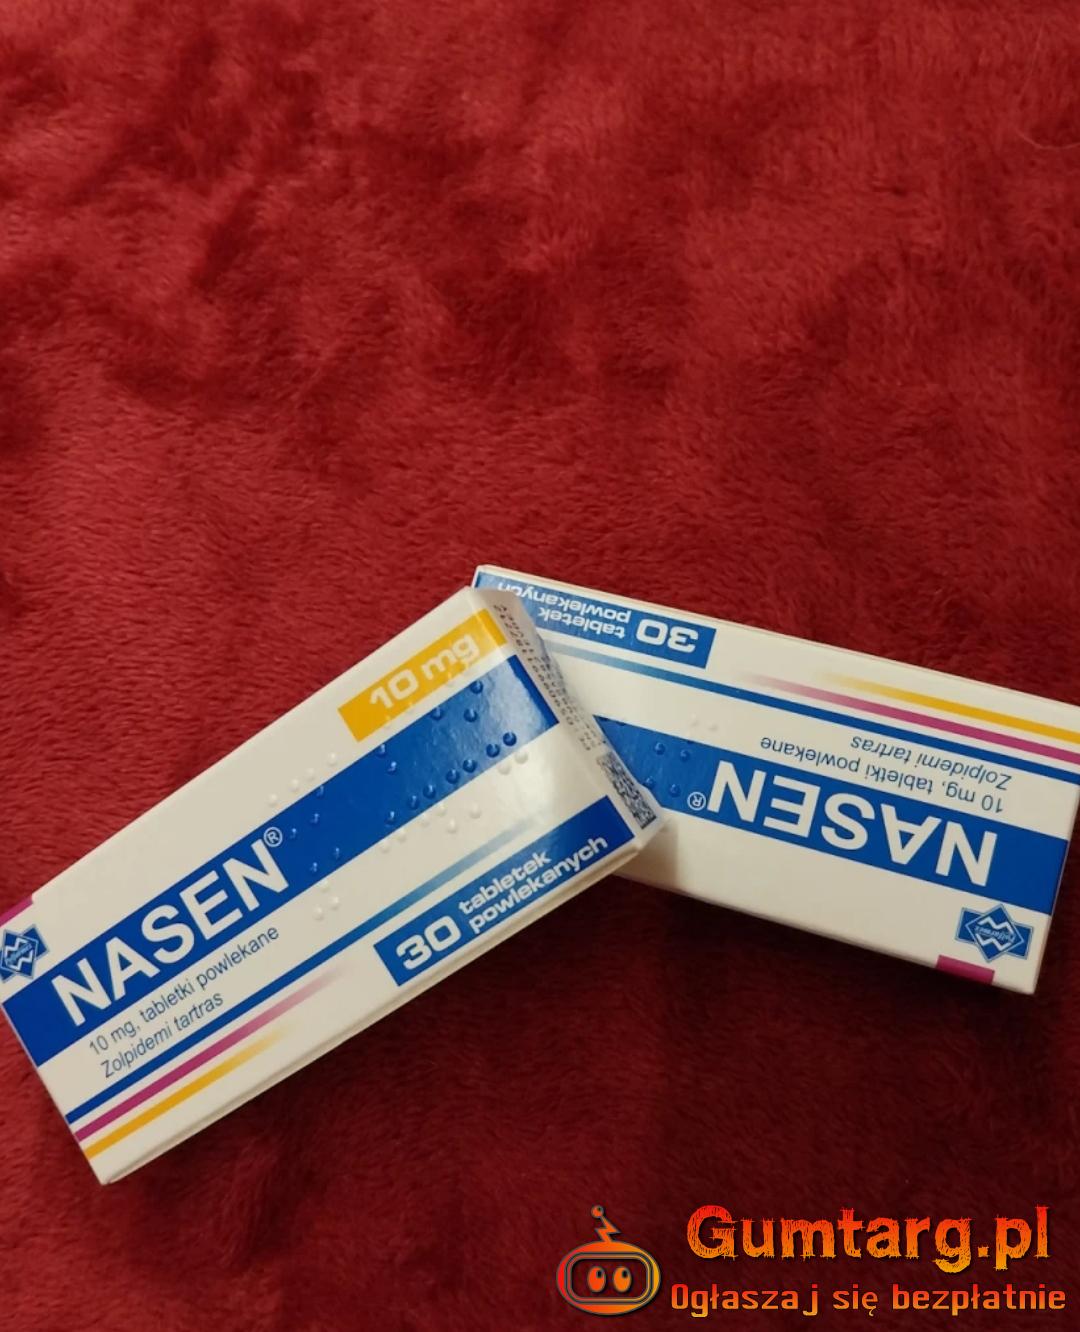 10 mg
NASEN®
10 mg, tabletki powlekane
Zolpidemi tartras
30 tabletek
powlekanych
30 tabletek
powlekanych
NASEN®
10 mg, tabletki powlekane
Zolpidemi tartras
Polfarmex
Gumtarg.pl
Ogłaszaj się bezpłatnie